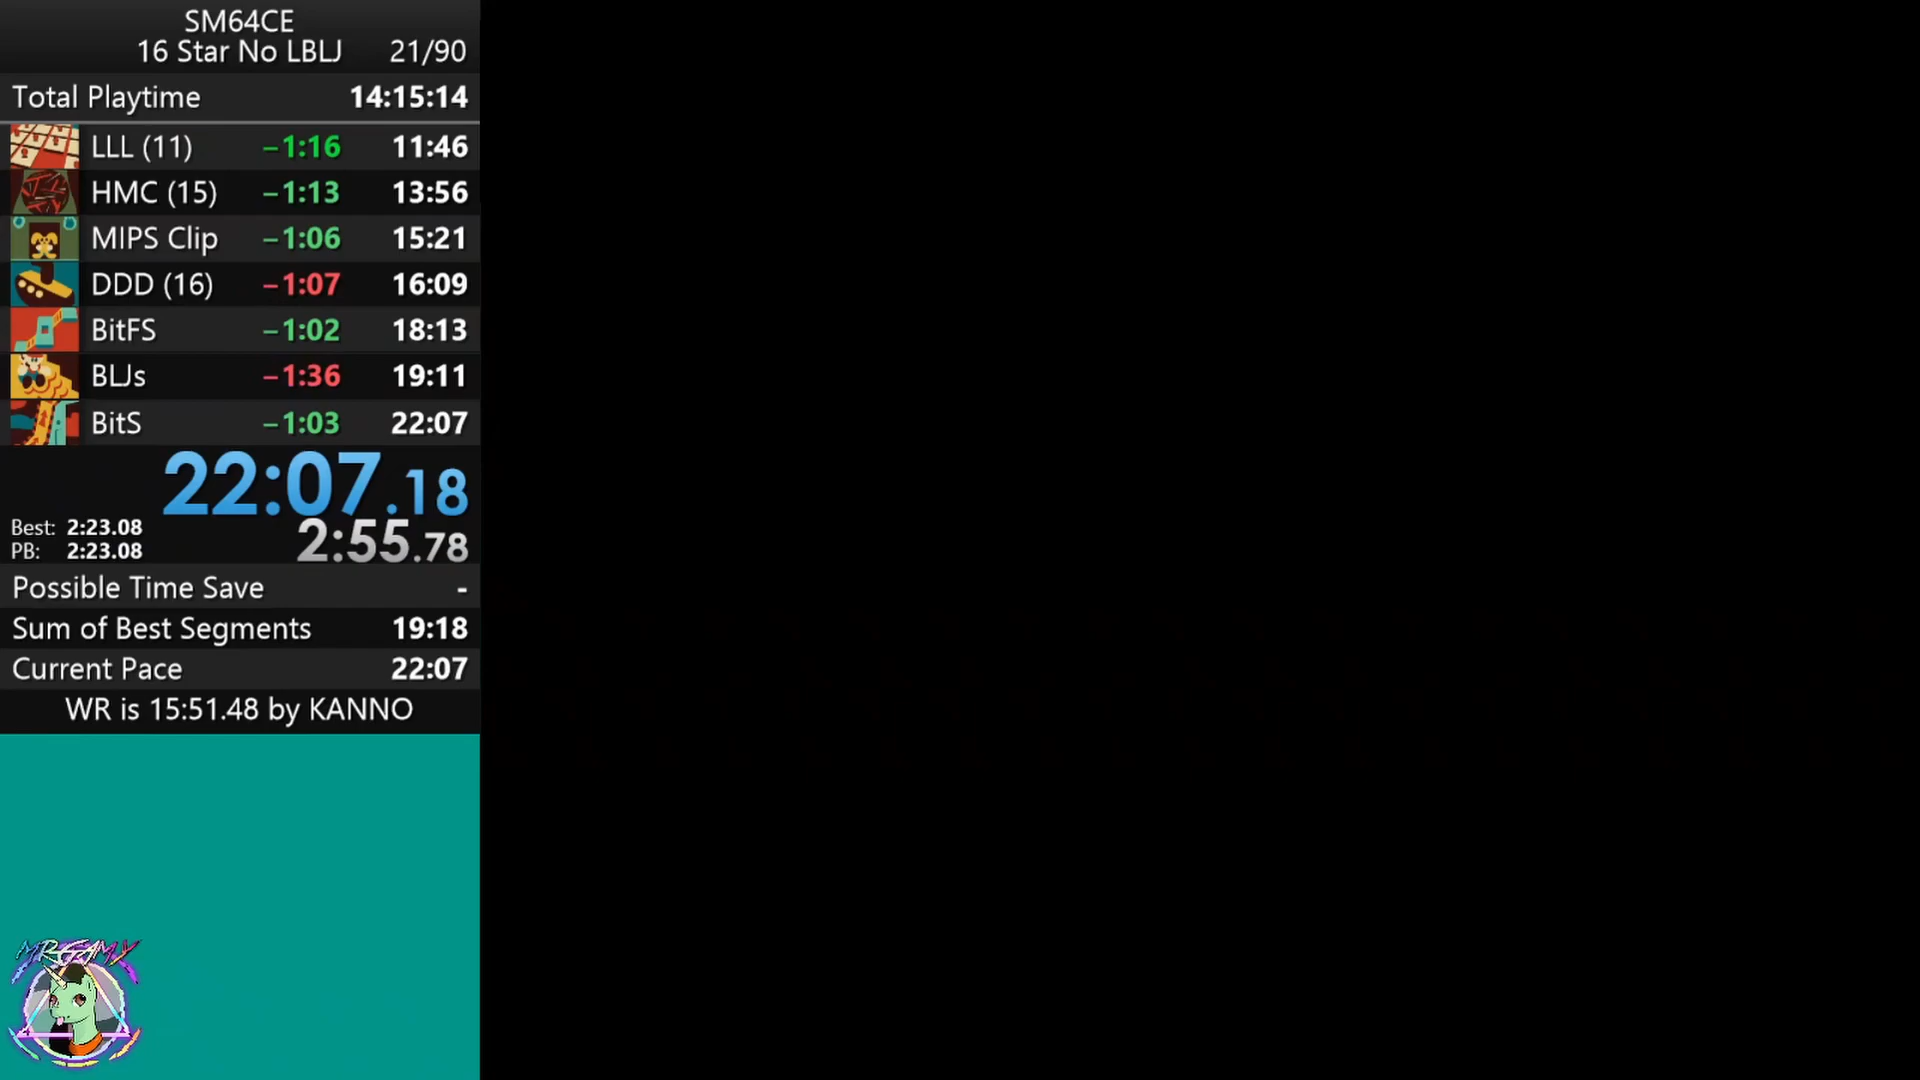 SM64CE
16 Star No LBLJ 21/90
Total Playtime 14:15:14
LLL (11) −1:16 11:46
HMC (15) −1:13 13:56
MIPS Clip −1:06 15:21
DDD (16) −1:07 16:09
BitFS −1:02 18:13
BLJs −1:36 19:11
BitS −1:03 22:07
22:07.18
Best: 2:23.08
PB: 2:23.08
2:55.78
Possible Time Save -
Sum of Best Segments 19:18
Current Pace 22:07
WR is 15:51.48 by KANNO
MRGAMY